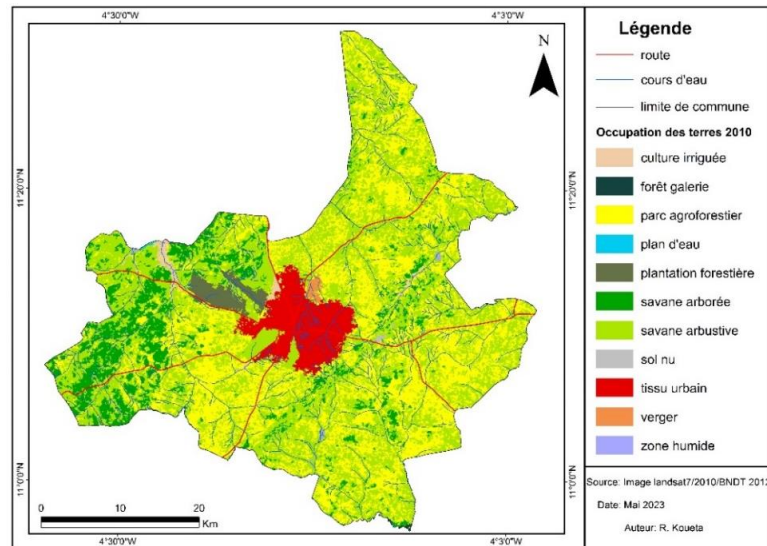 4°30'0"W
4°3'0"W
N
11°20'0"N
11°20'0"N
11°0'0"N
11°0'0"N
0 10 20
Km
4°30'0"W
4°3'0"W
Légende
route
cours d'eau
limite de commune
Occupation des terres 2010
culture irriguée
forêt galerie
parc agroforestier
plan d'eau
plantation forestière
savane arborée
savane arbustive
sol nu
tissu urbain
verger
zone humide
Source: Image landsat7/2010/BNDT 2012
Date: Mai 2023
Auteur: R. Koueta